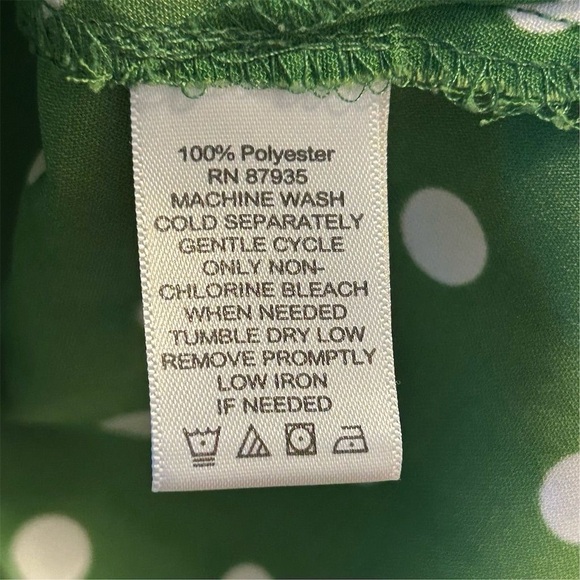 100% Polyester
RN 87935
MACHINE WASH
COLD SEPARATELY
GENTLE CYCLE
ONLY NON-
CHLORINE BLEACH
WHEN NEEDED
TUMBLE DRY LOW
REMOVE PROMPTLY
LOW IRON
IF NEEDED